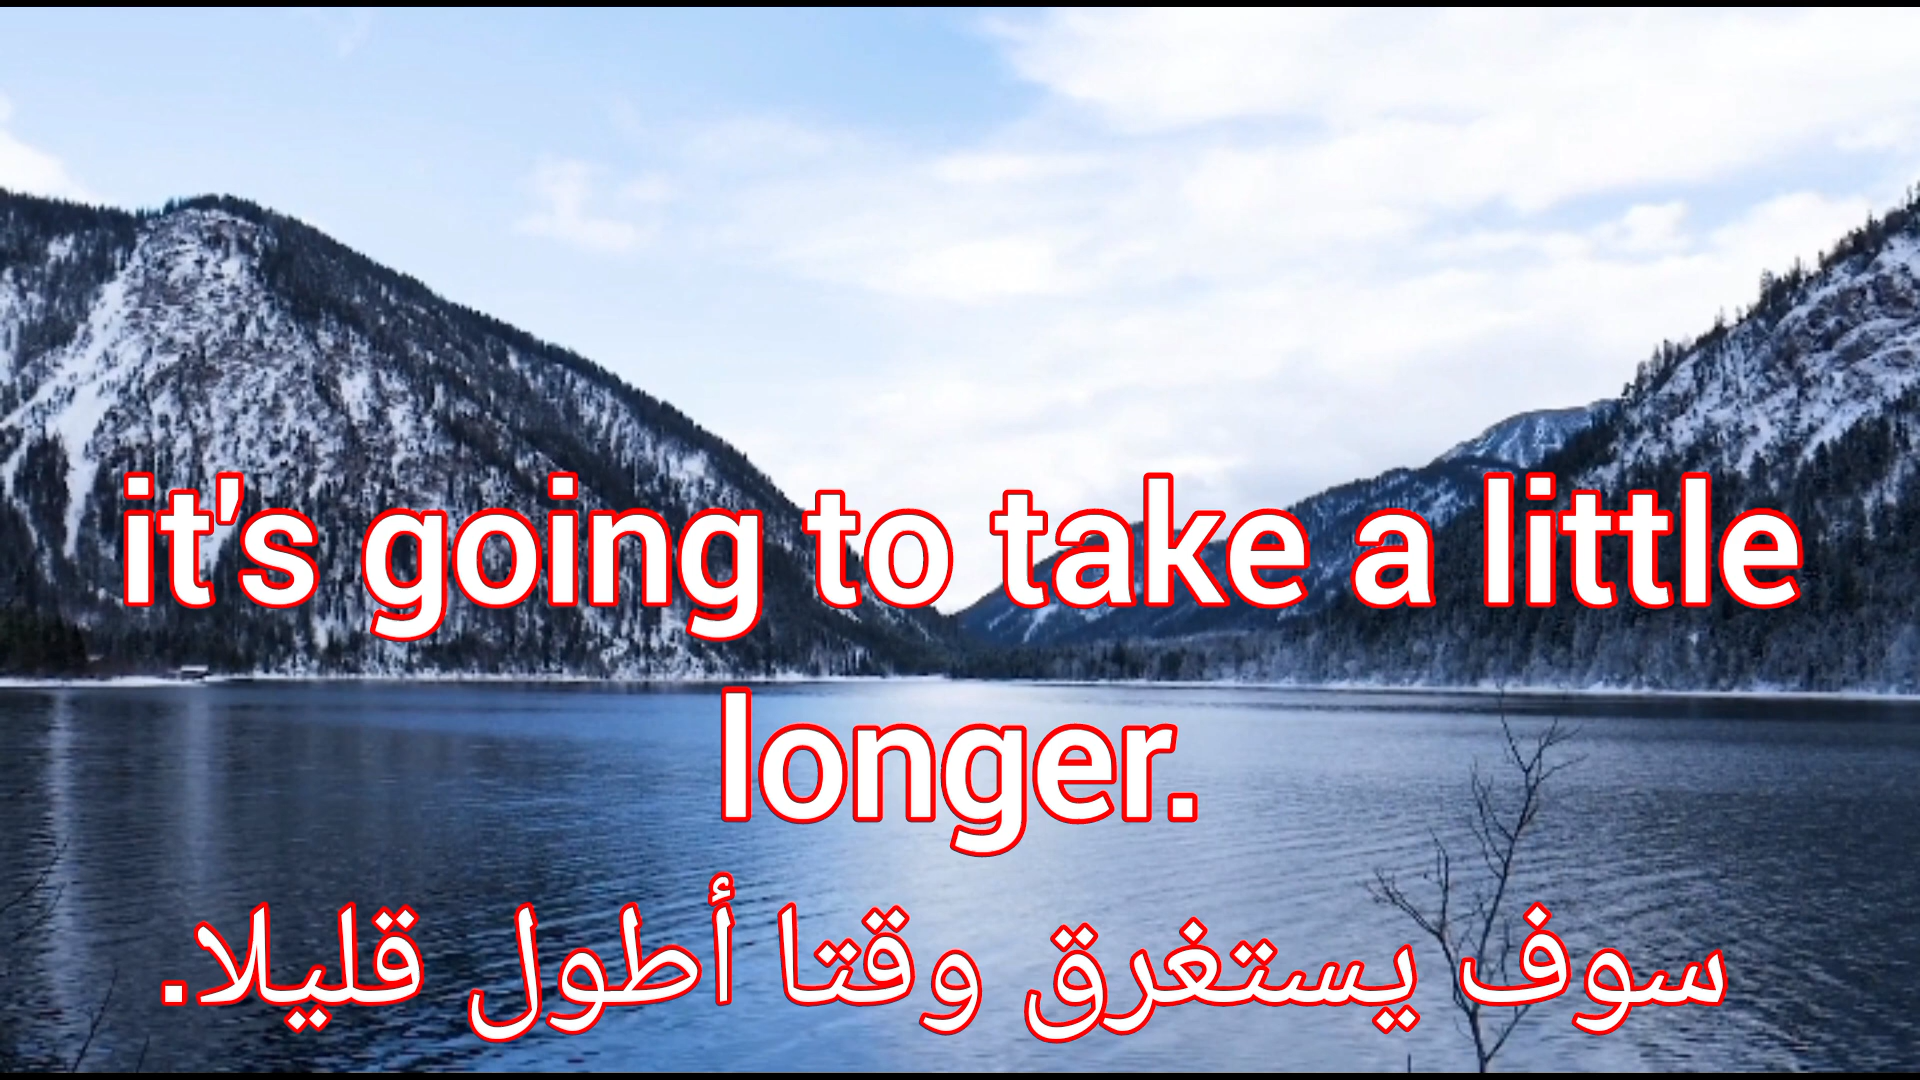 it's going to take a little
longer.
سوف يستغرق وقتا أطول قليلا.